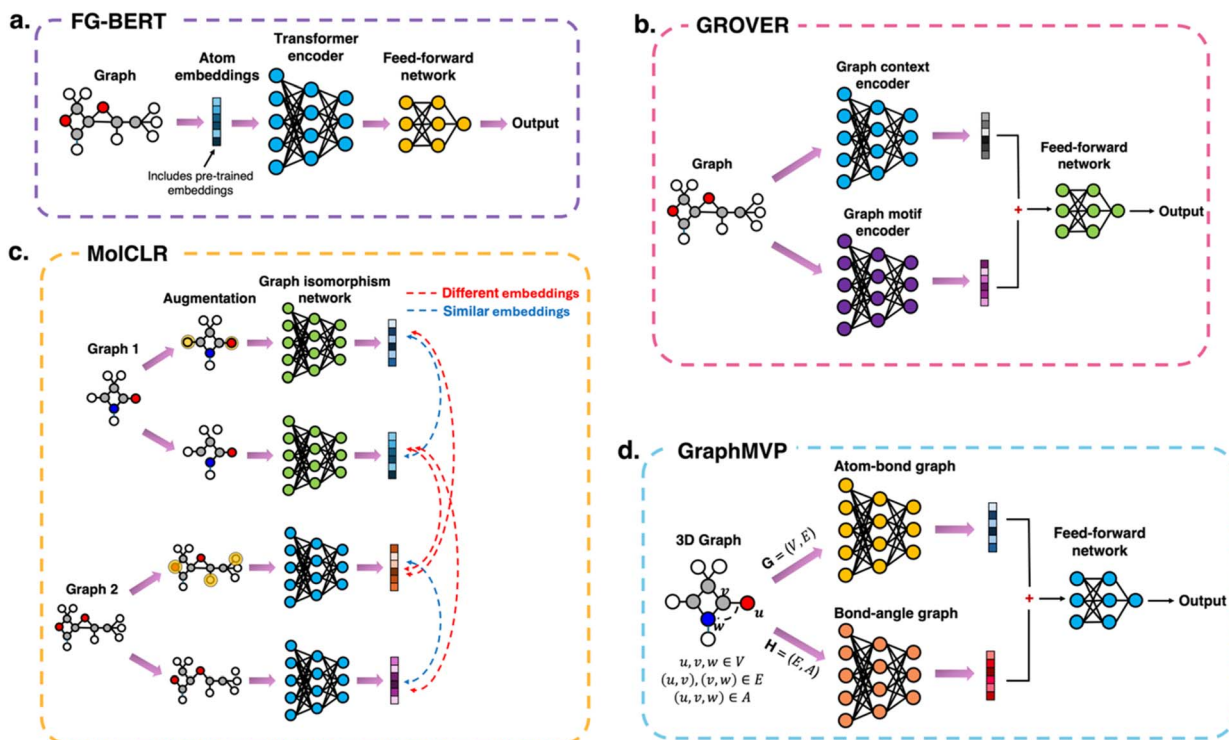 a.
FG-BERT
Graph
Atom
embeddings
Transformer
encoder
Feed-forward
network
Output
Includes pre-trained
embeddings
b.
GROVER
Graph
Graph context
encoder
Graph motif
encoder
+
Feed-forward
network
Output
c.
MolCLR
Augmentation
Graph isomorphism
network
Different embeddings
Similar embeddings
Graph 1
Graph 2
d.
GraphMVP
3D Graph
v
u
w
u, v, w ∈ V
(u, v), (v, w) ∈ E
(u, v, w) ∈ A
G = (V, E)
H = (E, A)
Atom-bond graph
Bond-angle graph
+
Feed-forward
network
Output